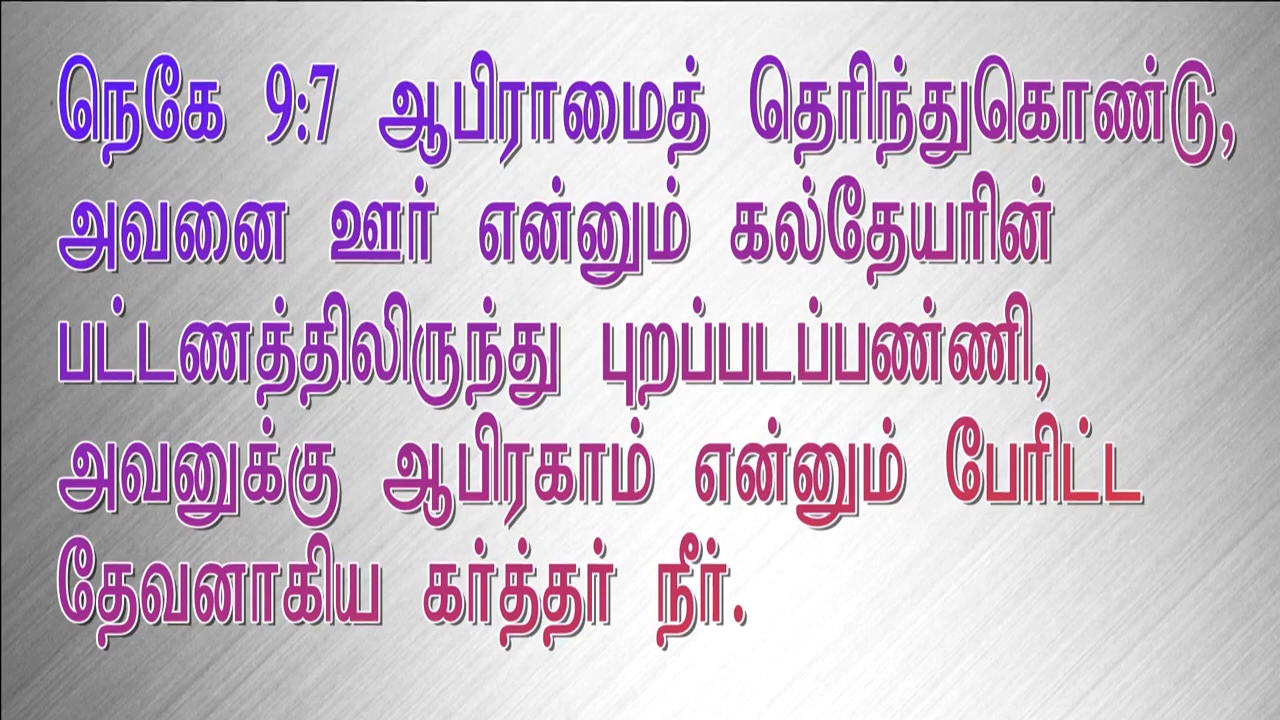 நெகே 9:7 ஆபிராமைத் தெரிந்துகொண்டு,
அவனை ஊர் என்னும் கல்தேயரின்
பட்டணத்திலிருந்து புறப்படப்பண்ணி,
அவனுக்கு ஆபிரகாம் என்னும் பேரிட்ட
தேவனாகிய கர்த்தர் நீர்.